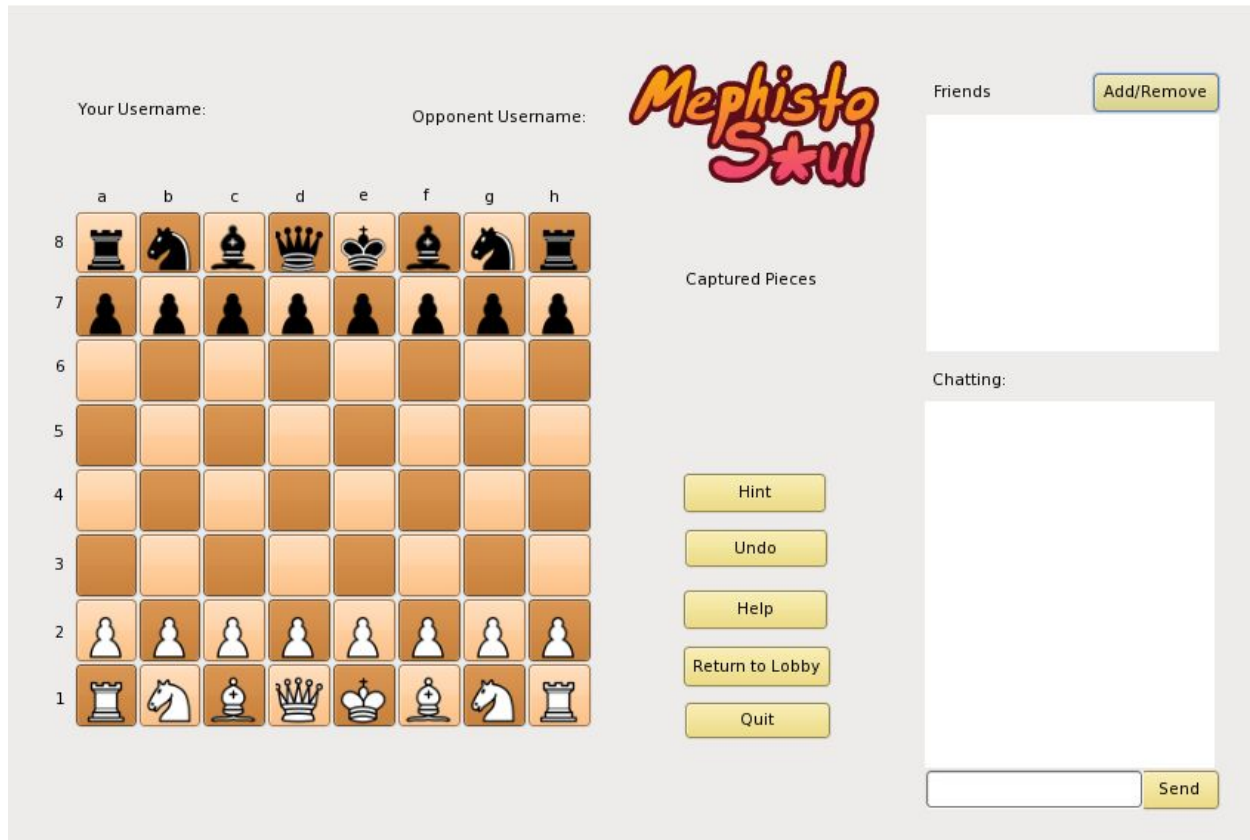 Mephisto
S*ul
Friends
Add/Remove
Your Username:
Opponent Username:
a b c d e f g h
8
Captured Pieces
7
6
Chatting:
5
4
Hint
Undo
3
Help
2
Return to Lobby
1
Quit
Send